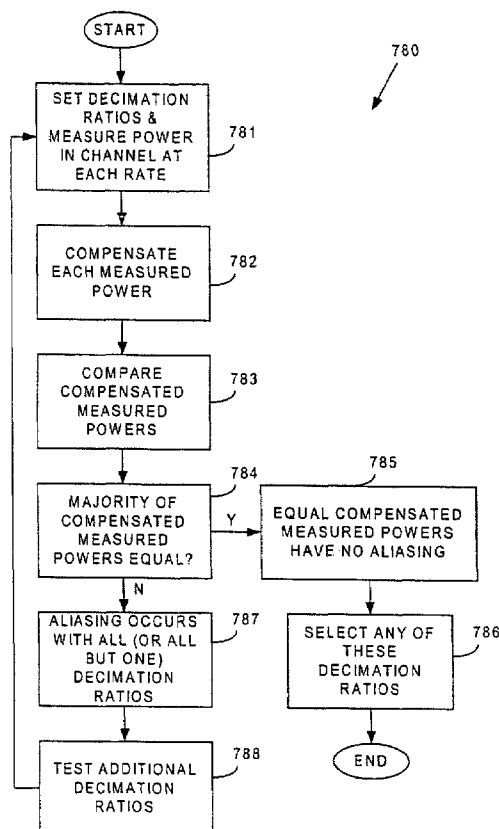 START
780
SET DECIMATION
RATIOS &
MEASURE POWER
IN CHANNEL AT
EACH RATE
781
COMPENSATE
EACH MEASURED
POWER
782
COMPARE
COMPENSATED
MEASURED
POWERS
783
MAJORITY OF
COMPENSATED
MEASURED
POWERS EQUAL?
784
Y
EQUAL COMPENSATED
MEASURED POWERS
HAVE NO ALIASING
785
N
ALIASING OCCURS
WITH ALL (OR ALL
BUT ONE)
DECIMATION
RATIOS
787
SELECT ANY OF
THESE
DECIMATION
RATIOS
786
END
TEST ADDITIONAL
DECIMATION
RATIOS
788